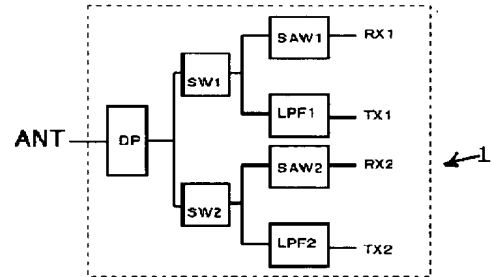 SAW1 RX1
SW1
LPF1 TX1
ANT DP
SAW2 RX2
1
SW2
LPF2 TX2